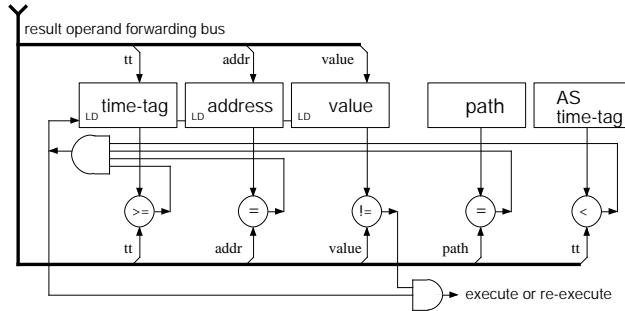 result operand forwarding bus
tt addr value
time-tag address value path AS time-tag
LD LD LD
>= = != = <
tt addr value path tt
execute or re-execute